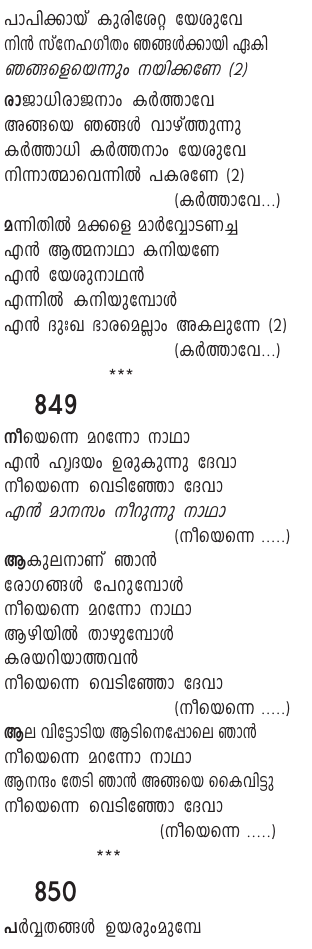 പാപിക്കായ് കുരിശേറ്റ യേശുവേ
നിൻ സ്നേഹഗീതം ഞങ്ങൾക്കായി ഏകി
ഞങ്ങളെയെന്നും നയിക്കണേ (2)
രാജാധിരാജനാം കർത്താവേ
അങ്ങയെ ഞങ്ങൾ വാഴ്ത്തുന്നു
കർത്താധി കർത്തനാം യേശുവേ
നിന്നാത്മാവെന്നിൽ പകരണേ (2)
(കർത്താവേ...)
മന്നിതിൽ മക്കളെ മാർവ്വോടണച്ച
എൻ ആത്മനാഥാ കനിയണേ
എൻ യേശുനാഥൻ
എന്നിൽ കനിയുമ്പോൾ
എൻ ദുഃഖ ഭാരമെല്ലാം അകലുന്നേ (2)
(കർത്താവേ...)
***
849
നീയെന്നെ മറന്നോ നാഥാ
എൻ ഹൃദയം ഉരുകുന്നു ദേവാ
നീയെന്നെ വെടിഞ്ഞോ ദേവാ
എൻ മാനസം നീറുന്നു നാഥാ
(നീയെന്നെ .....)
ആകുലനാണ് ഞാൻ
രോഗങ്ങൾ പേറുമ്പോൾ
നീയെന്നെ മറന്നോ നാഥാ
ആഴിയിൽ താഴുമ്പോൾ
കരയറിയാത്തവൻ
നീയെന്നെ വെടിഞ്ഞോ ദേവാ
(നീയെന്നെ .....)
ആല വിട്ടോടിയ ആടിനെപ്പോലെ ഞാൻ
നീയെന്നെ മറന്നോ നാഥാ
ആനന്ദം തേടി ഞാൻ അങ്ങയെ കൈവിട്ടു
നീയെന്നെ വെടിഞ്ഞോ ദേവാ
(നീയെന്നെ .....)
***
850
പർവ്വതങ്ങൾ ഉയരുംമുമ്പേ